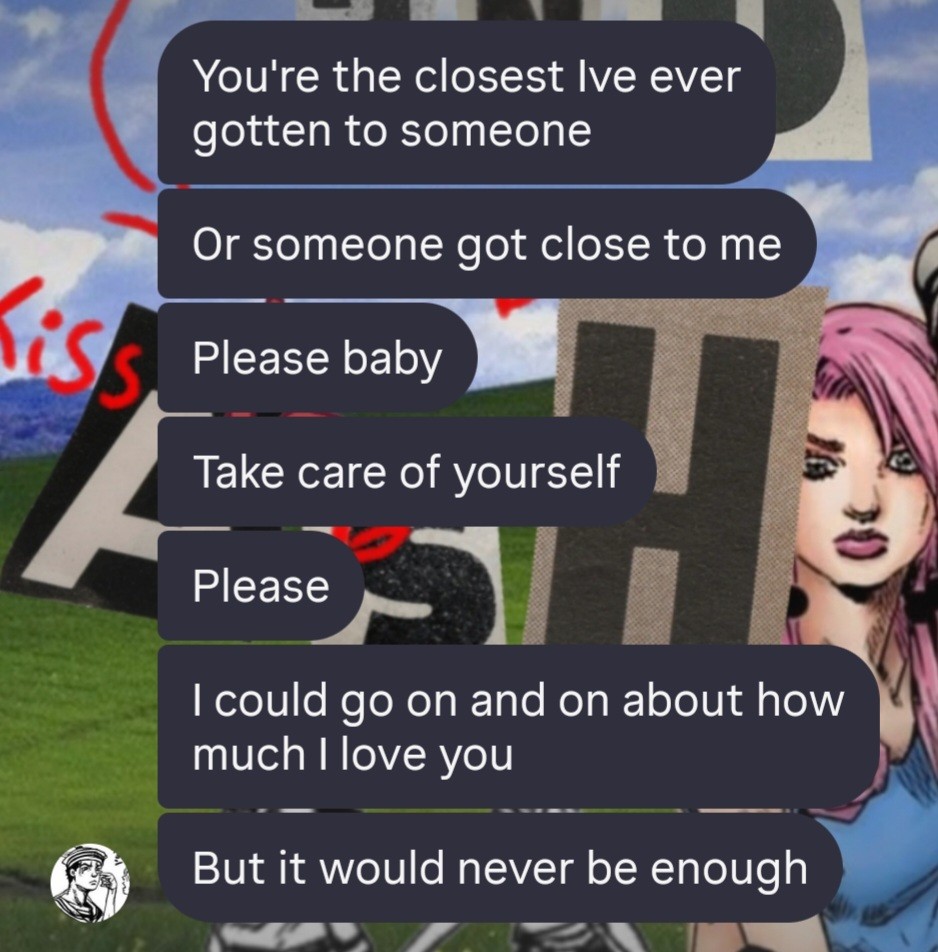 You're the closest Ive ever
gotten to someone
Or someone got close to me
Kiss
Please baby
A
H
Take care of yourself
S
Please
I could go on and on about how
much I love you
But it would never be enough